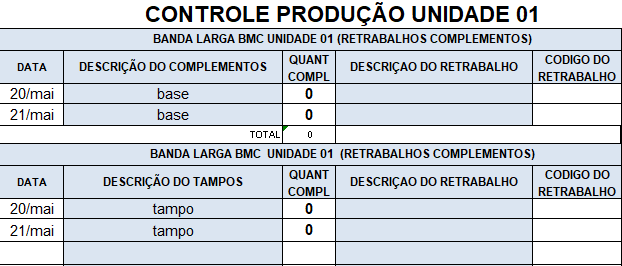 CONTROLE PRODUÇÃO UNIDADE 01
BANDA LARGA BMC UNIDADE 01 (RETRABALHOS COMPLEMENTOS)
DATA DESCRIÇÃO DO COMPLEMENTOS QUANT COMPL DESCRIÇAO DO RETRABALHO CODIGO DO RETRABALHO
20/mai base 0
21/mai base 0
TOTAL 0
BANDA LARGA BMC UNIDADE 01 (RETRABALHOS COMPLEMENTOS)
DATA DESCRIÇÃO DO TAMPOS QUANT COMPL DESCRIÇAO DO RETRABALHO CODIGO DO RETRABALHO
20/mai tampo 0
21/mai tampo 0